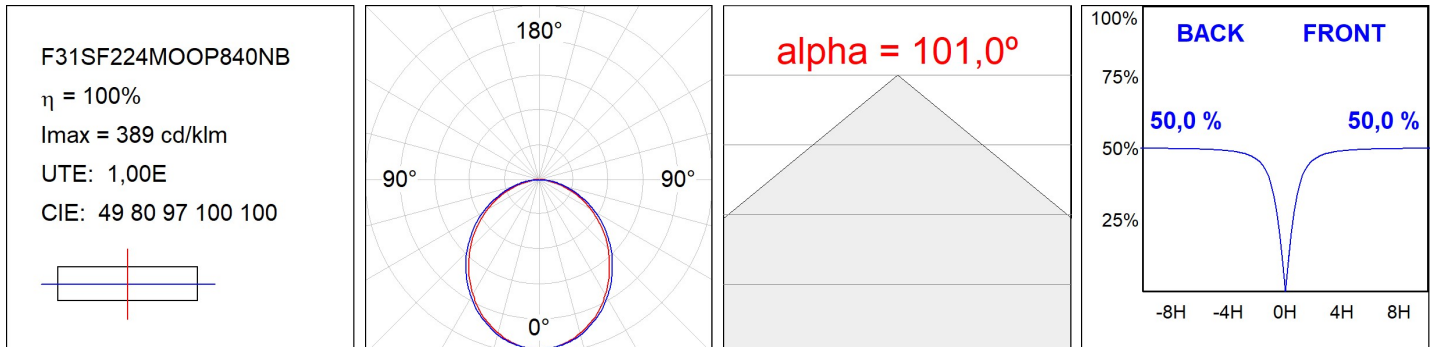 F31SF224MOOP840NB
η = 100%
Imax = 389 cd/klm
UTE: 1,00E
CIE: 49 80 97 100 100
180°
90° 90°
0°
alpha = 101,0º
100%
BACK FRONT
75%
50,0 % 50,0 %
50%
25%
-8H -4H 0H 4H 8H